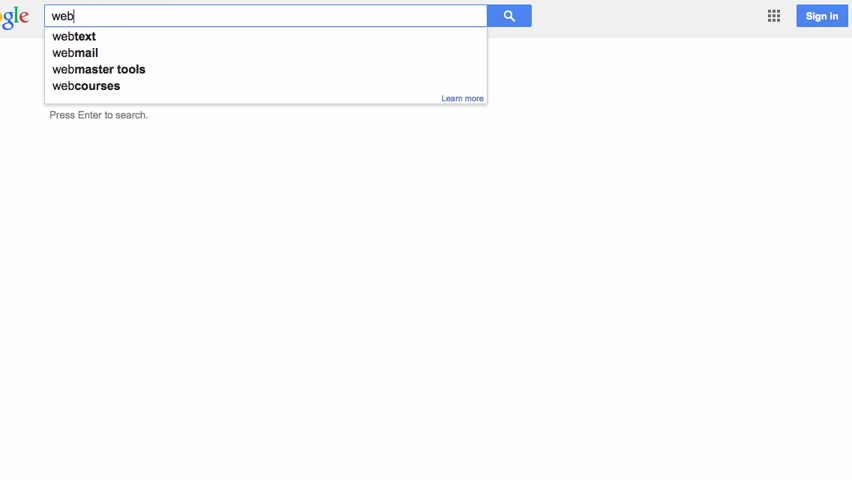 gle web Sign in
webtext
webmail
webmaster tools
webcourses
Learn more
Press Enter to search.